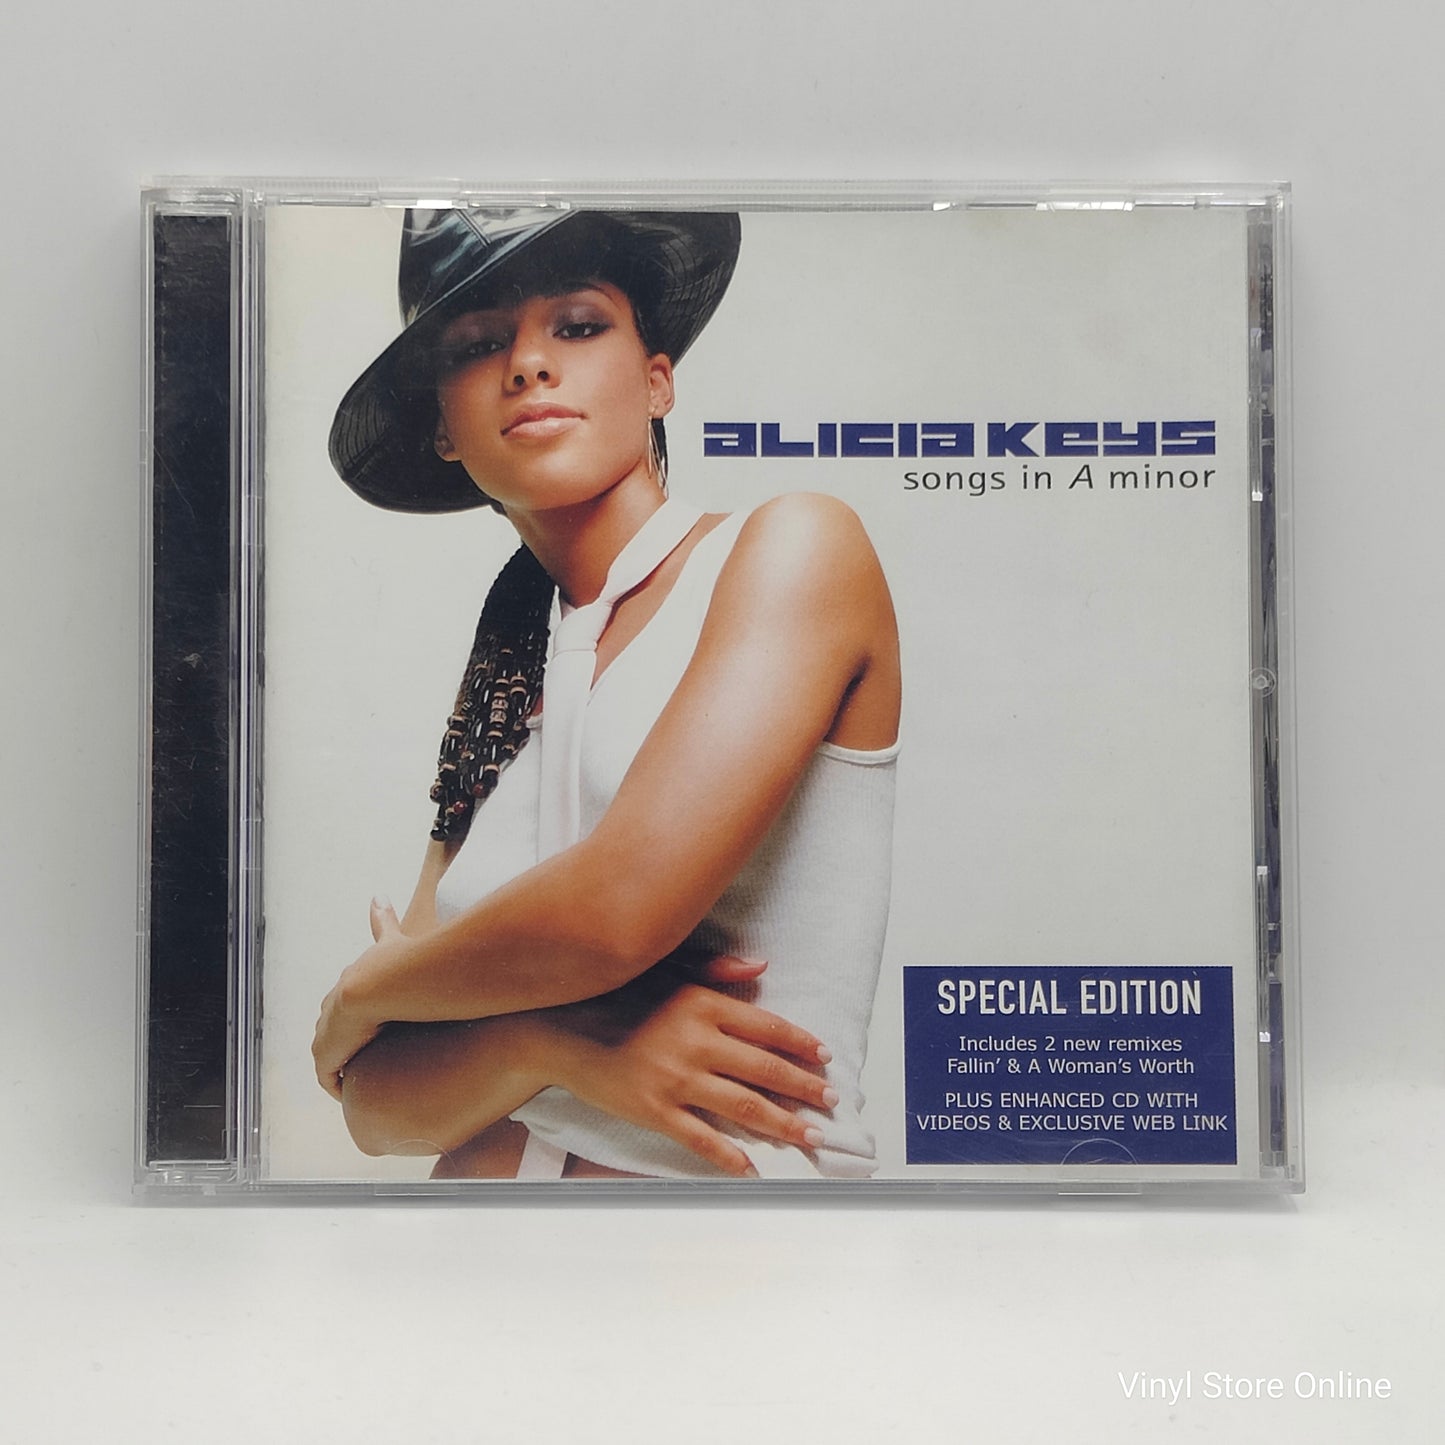 aLICIa Keys
songs in A minor
SPECIAL EDITION
Includes 2 new remixes
Fallin' & A Woman's Worth
PLUS ENHANCED CD WITH
VIDEOS & EXCLUSIVE WEB LINK
Vinyl Store Online